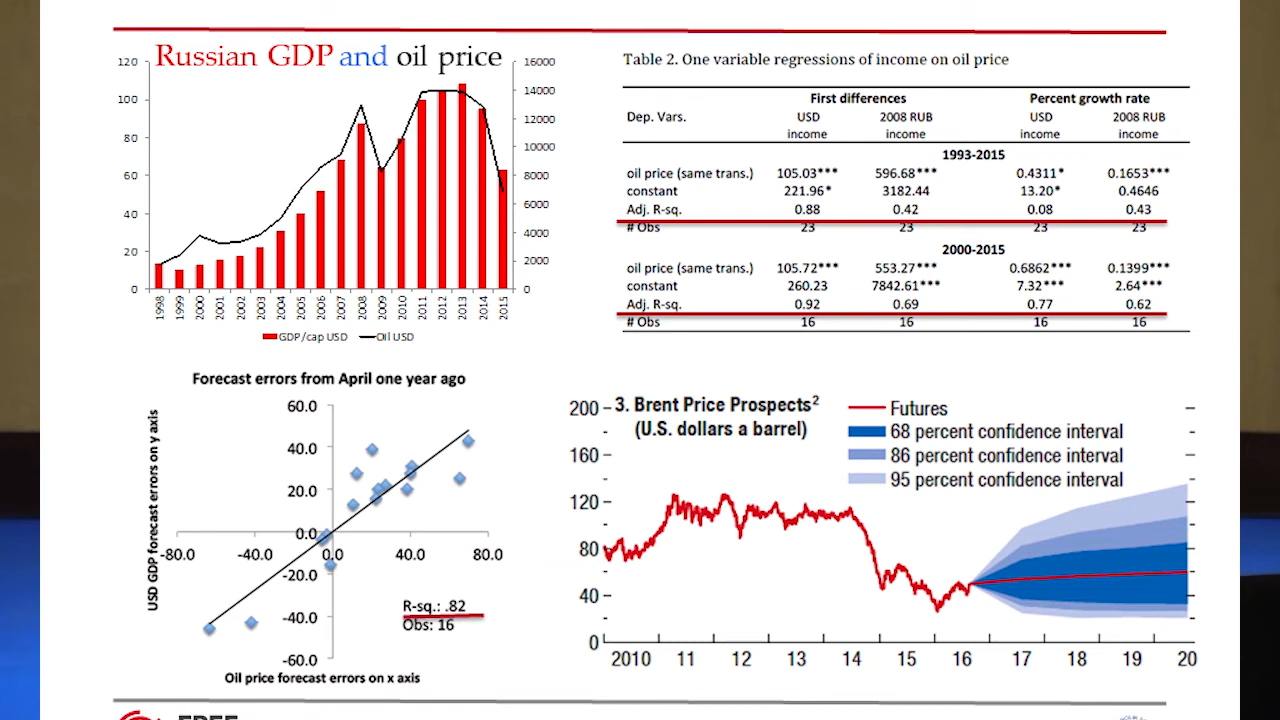 Russian GDP and oil price
120 16000
100 14000
80 12000
60 10000
40 8000
20 6000
0 4000
2000
0
1998 1999 2000 2001 2002 2003 2004 2005 2006 2007 2008 2009 2010 2011 2012 2013 2014 2015
GDP/cap USD Oil USD
Table 2. One variable regressions of income on oil price
First differences Percent growth rate
Dep. Vars. USD 2008 RUB USD 2008 RUB
income income income income
1993-2015
oil price (same trans.) 105.03*** 596.68*** 0.4311* 0.1653***
constant 221.96* 3182.44 13.20* 0.4646
Adj. R-sq. 0.88 0.42 0.08 0.43
# Obs 23 23 23 23
2000-2015
oil price (same trans.) 105.72*** 553.27*** 0.6862*** 0.1399***
constant 260.23 7842.61*** 7.32*** 2.64***
Adj. R-sq. 0.92 0.69 0.77 0.62
# Obs 16 16 16 16
Forecast errors from April one year ago
USD GDP forecast errors on y axis
60.0
40.0
20.0
0.0
-80.0 -40.0 0.0 40.0 80.0
-20.0
-40.0
-60.0
R-sq.: .82
Obs: 16
Oil price forecast errors on x axis
3. Brent Price Prospects²
(U.S. dollars a barrel)
Futures
68 percent confidence interval
86 percent confidence interval
95 percent confidence interval
200
160
120
80
40
0
2010 11 12 13 14 15 16 17 18 19 20